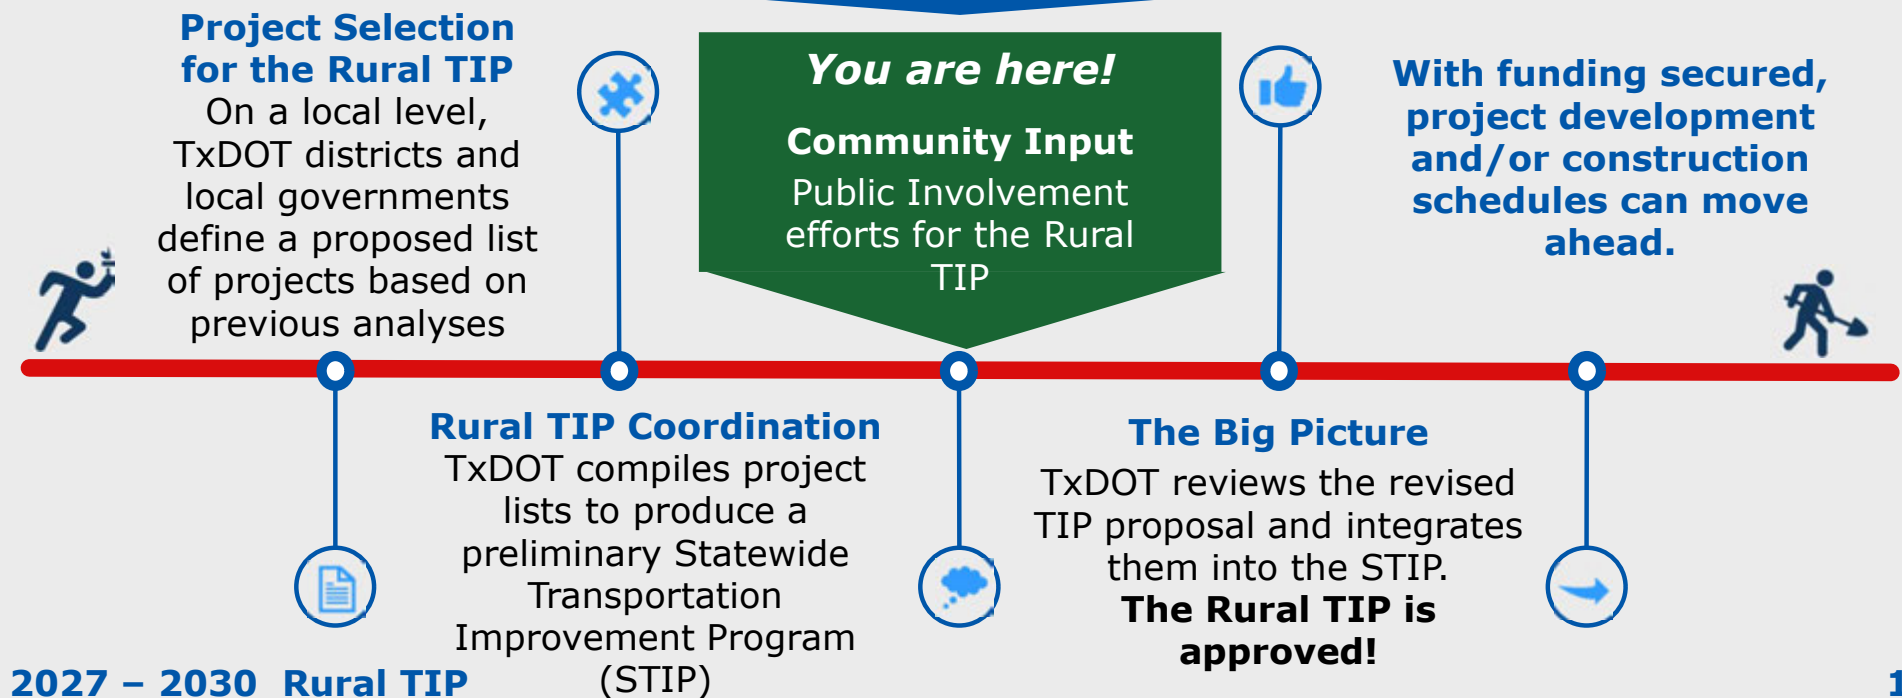 Project Selection
for the Rural TIP
On a local level,
TxDOT districts and
local governments
define a proposed list
of projects based on
previous analyses
Rural TIP Coordination
TxDOT compiles project
lists to produce a
preliminary Statewide
Transportation
Improvement Program
(STIP)
You are here!
Community Input
Public Involvement
efforts for the Rural
TIP
The Big Picture
TxDOT reviews the revised
TIP proposal and integrates
them into the STIP.
The Rural TIP is
approved!
With funding secured,
project development
and/or construction
schedules can move
ahead.
2027 – 2030 Rural TIP